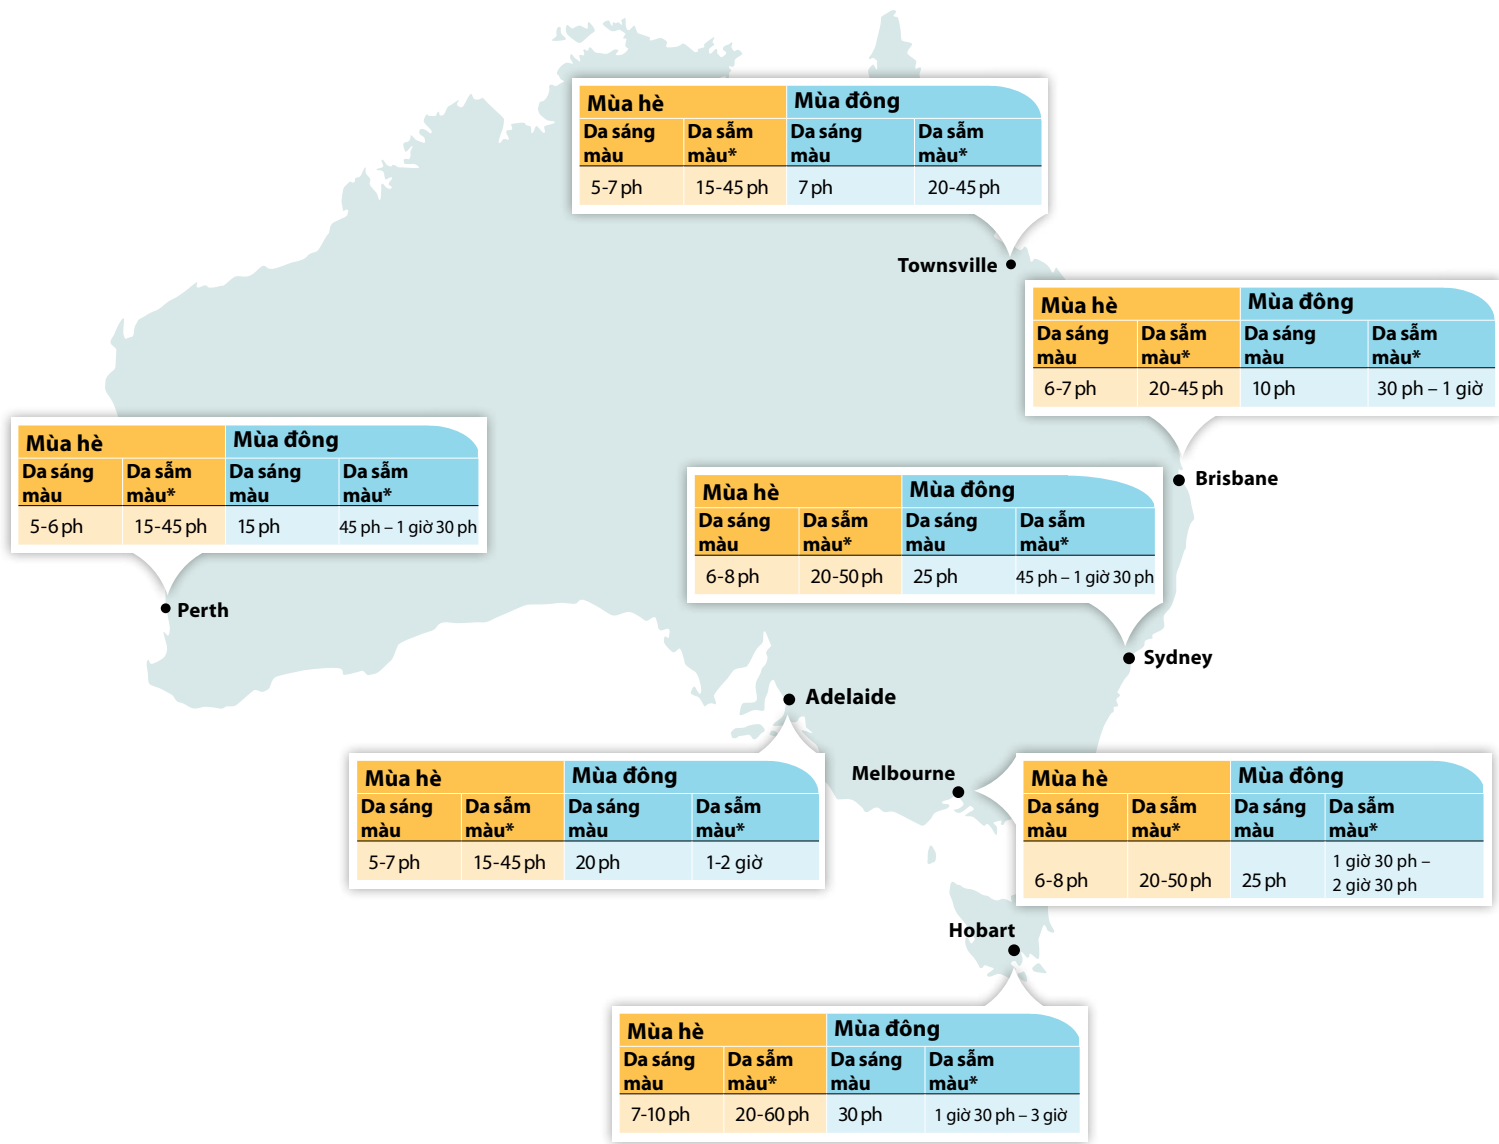 Mùa hè Mùa đông
Da sáng màu Da sẫm màu* Da sáng màu Da sẫm màu*
5-7 ph 15-45 ph 7 ph 20-45 ph
Townsville
Mùa hè Mùa đông
Da sáng màu Da sẫm màu* Da sáng màu Da sẫm màu*
6-7 ph 20-45 ph 10 ph 30 ph – 1 giờ
Brisbane
Mùa hè Mùa đông
Da sáng màu Da sẫm màu* Da sáng màu Da sẫm màu*
5-6 ph 15-45 ph 15 ph 45 ph – 1 giờ 30 ph
Perth
Mùa hè Mùa đông
Da sáng màu Da sẫm màu* Da sáng màu Da sẫm màu*
6-8 ph 20-50 ph 25 ph 45 ph – 1 giờ 30 ph
Sydney
Adelaide
Mùa hè Mùa đông
Da sáng màu Da sẫm màu* Da sáng màu Da sẫm màu*
5-7 ph 15-45 ph 20 ph 1-2 giờ
Melbourne
Mùa hè Mùa đông
Da sáng màu Da sẫm màu* Da sáng màu Da sẫm màu*
6-8 ph 20-50 ph 25 ph 1 giờ 30 ph – 2 giờ 30 ph
Hobart
Mùa hè Mùa đông
Da sáng màu Da sẫm màu* Da sáng màu Da sẫm màu*
7-10 ph 20-60 ph 30 ph 1 giờ 30 ph – 3 giờ